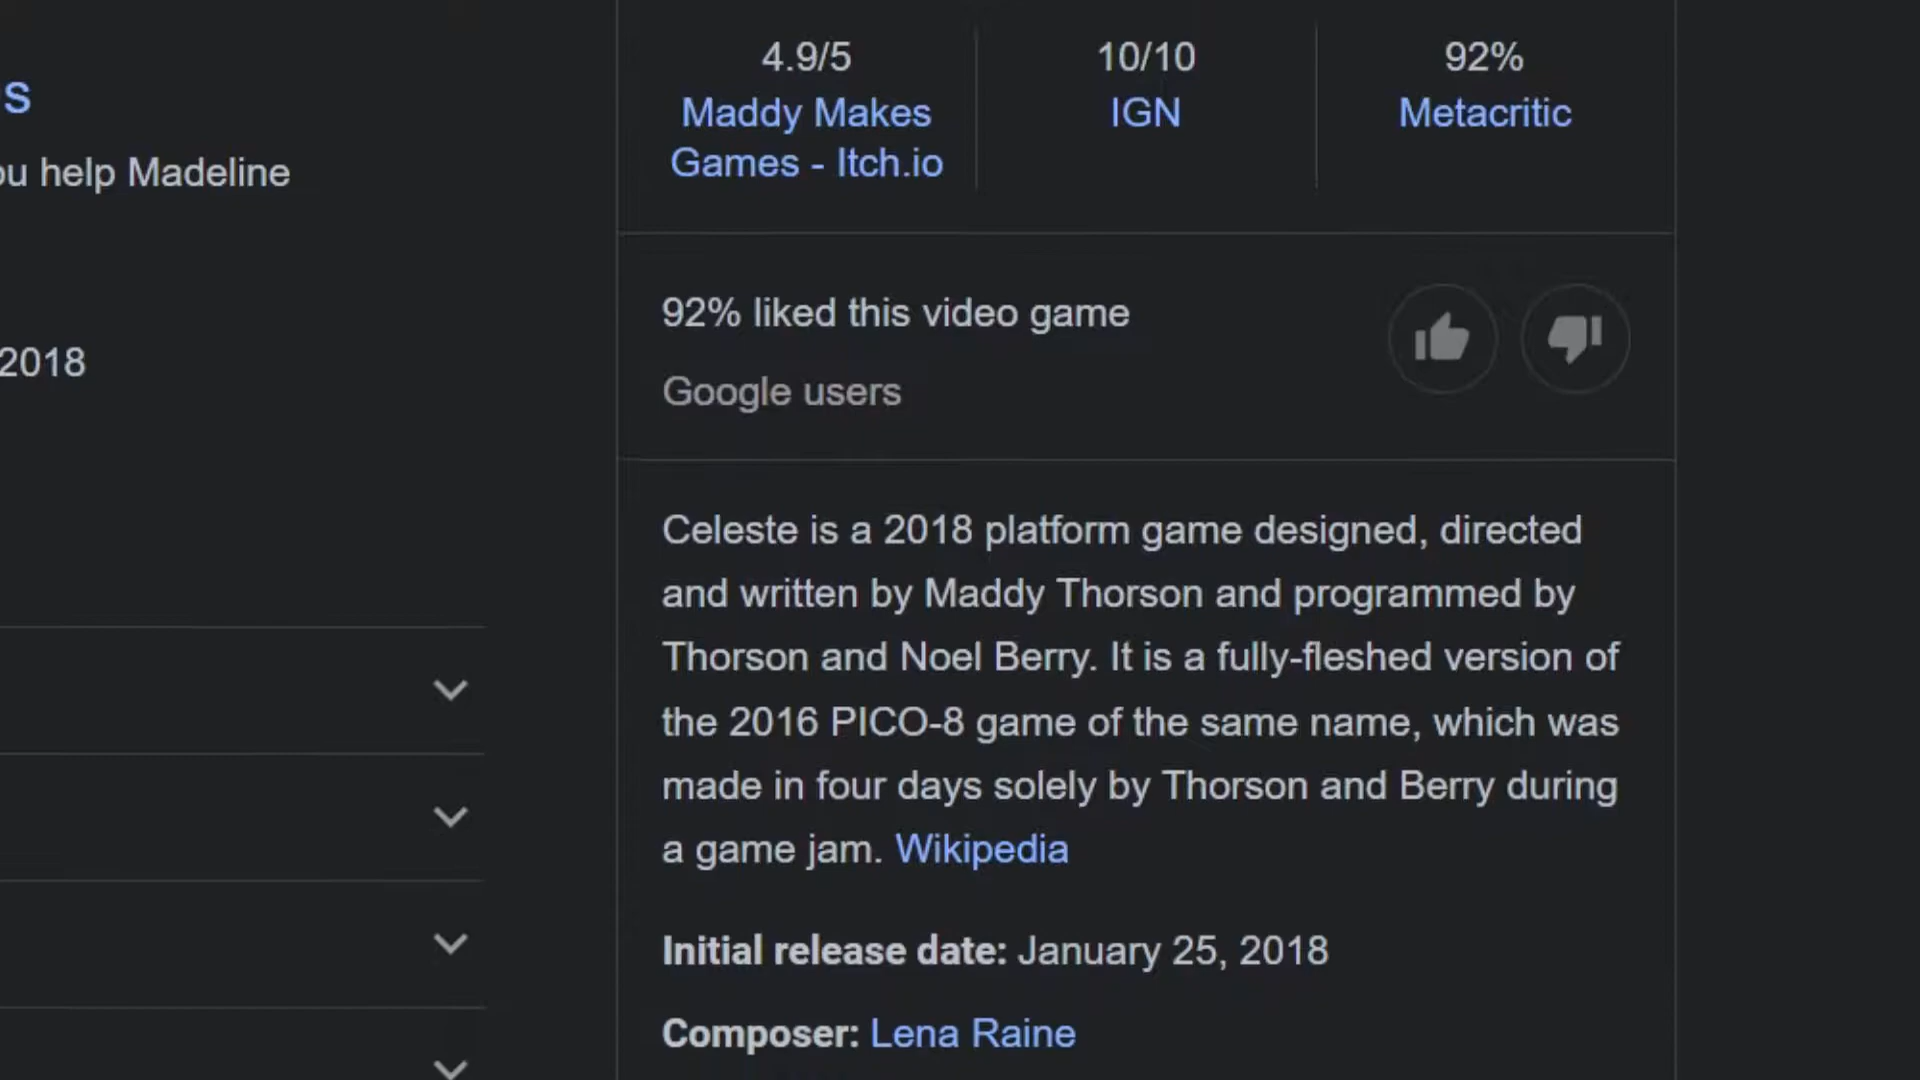 s
ou help Madeline
2018
4.9/5
Maddy Makes
Games - Itch.io
10/10
IGN
92%
Metacritic
92% liked this video game
Google users
Celeste is a 2018 platform game designed, directed
and written by Maddy Thorson and programmed by
Thorson and Noel Berry. It is a fully-fleshed version of
the 2016 PICO-8 game of the same name, which was
made in four days solely by Thorson and Berry during
a game jam. Wikipedia
Initial release date: January 25, 2018
Composer: Lena Raine